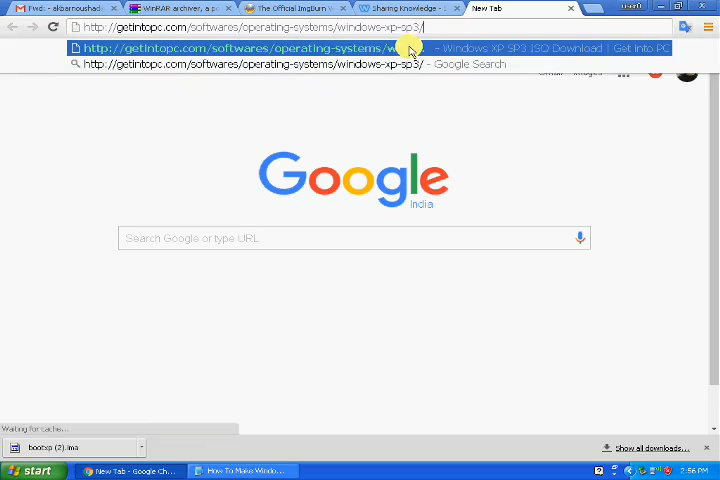 Fwd: - akbarnoushad
WinRAR archiver, a po
The Official ImgBurn W
Sharing Knowledge - S
New Tab
user0
http://getintopc.com/softwares/operating-systems/windows-xp-sp3/
http://getintopc.com/softwares/operating-systems/w - Windows XP SP3 ISO Download | Get Into PC
http://getintopc.com/softwares/operating-systems/windows-xp-sp3/ - Google Search
Gmail Images
Google
India
Search Google or type URL
Waiting for cache...
bootxp (2).ima
Show all downloads...
start
New Tab - Google Ch...
How To Make Windo...
2:56 PM